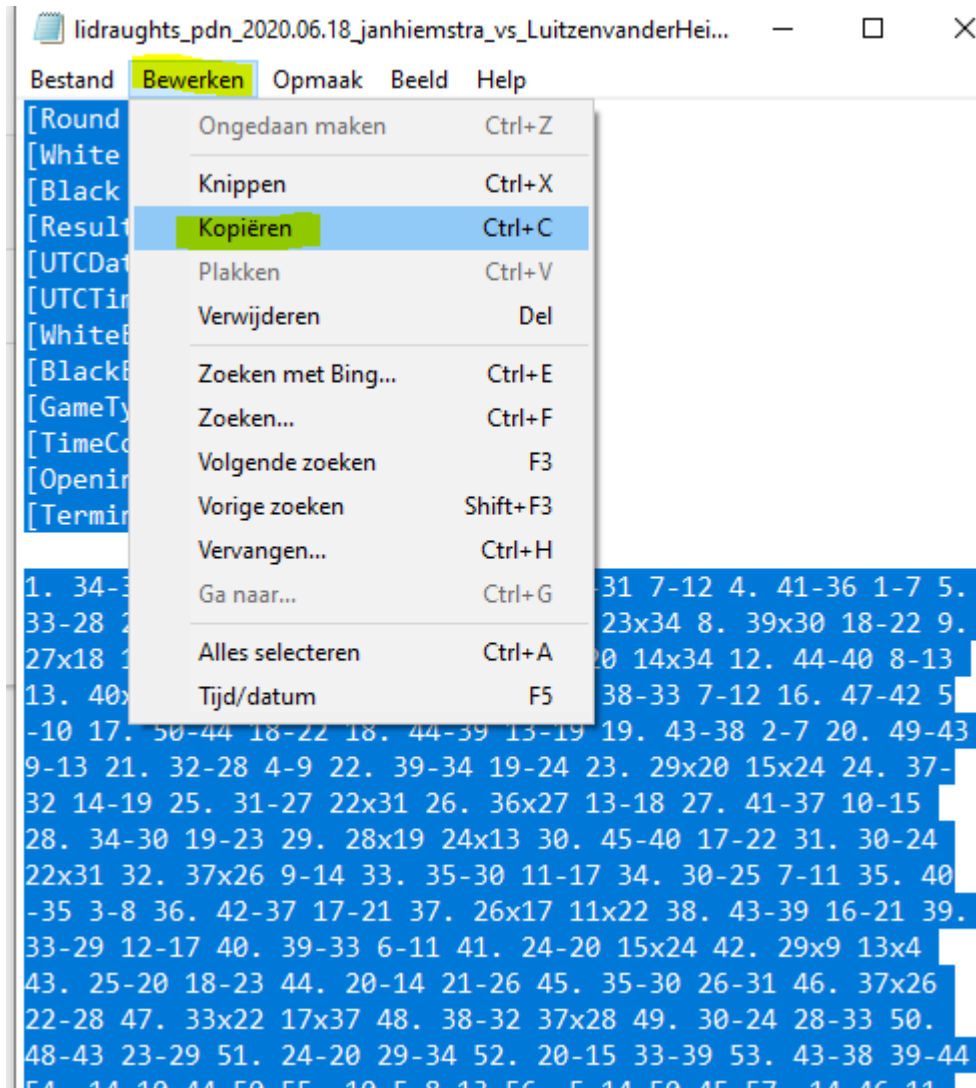 lidraughts_pdn_2020.06.18_janhiemstra_vs_LuitzenvanderHei...
Bestand Bewerken Opmaak Beeld Help
[Round
[White
[Black
[Result
[UTCDat
[UTCTim
[WhiteE
[BlackE
[GameTy
[TimeCo
[Openin
[Termin
Ongedaan maken Ctrl+Z
Knippen Ctrl+X
Kopiëren Ctrl+C
Plakken Ctrl+V
Verwijderen Del
Zoeken met Bing... Ctrl+E
Zoeken... Ctrl+F
Volgende zoeken F3
Vorige zoeken Shift+F3
Vervangen... Ctrl+H
Ga naar... Ctrl+G
Alles selecteren Ctrl+A
Tijd/datum F5
1. 34-3 -31 7-12 4. 41-36 1-7 5.
33-28 2 23x34 8. 39x30 18-22 9.
27x18 1 20 14x34 12. 44-40 8-13
13. 40x 38-33 7-12 16. 47-42 5
-10 17. 50-44 18-22 18. 44-39 13-19 19. 43-38 2-7 20. 49-43
9-13 21. 32-28 4-9 22. 39-34 19-24 23. 29x20 15x24 24. 37-
32 14-19 25. 31-27 22x31 26. 36x27 13-18 27. 41-37 10-15
28. 34-30 19-23 29. 28x19 24x13 30. 45-40 17-22 31. 30-24
22x31 32. 37x26 9-14 33. 35-30 11-17 34. 30-25 7-11 35. 40
-35 3-8 36. 42-37 17-21 37. 26x17 11x22 38. 43-39 16-21 39.
33-29 12-17 40. 39-33 6-11 41. 24-20 15x24 42. 29x9 13x4
43. 25-20 18-23 44. 20-14 21-26 45. 35-30 26-31 46. 37x26
22-28 47. 33x22 17x37 48. 38-32 37x28 49. 30-24 28-33 50.
48-43 23-29 51. 24-20 29-34 52. 20-15 33-39 53. 43-38 39-44